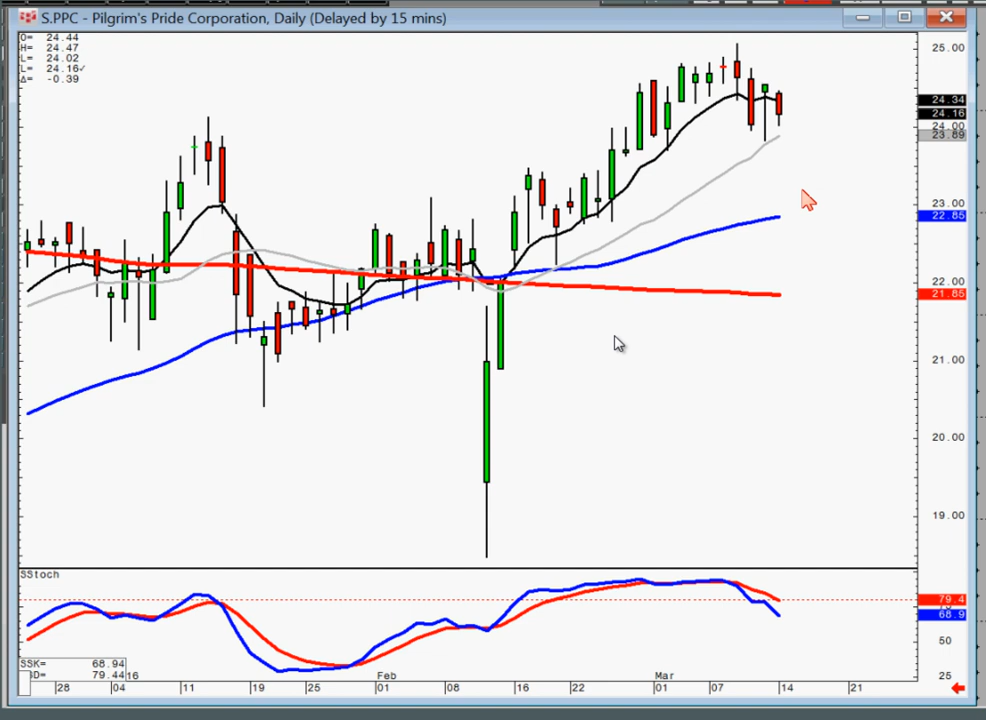 S.PPC - Pilgrim's Pride Corporation, Daily (Delayed by 15 mins)
O= 24.44
H= 24.47
L= 24.02
L= 24.16✓
Δ= -0.39
25.00
24.34
24.16
24.00
23.89
23.00
22.85
22.00
21.85
21.00
20.00
19.00
SStoch
79.4
68.9
50
25
SSK= 68.94
D= 79.44 16
Feb
Mar
28
04
11
19
25
01
08
16
22
01
07
14
21